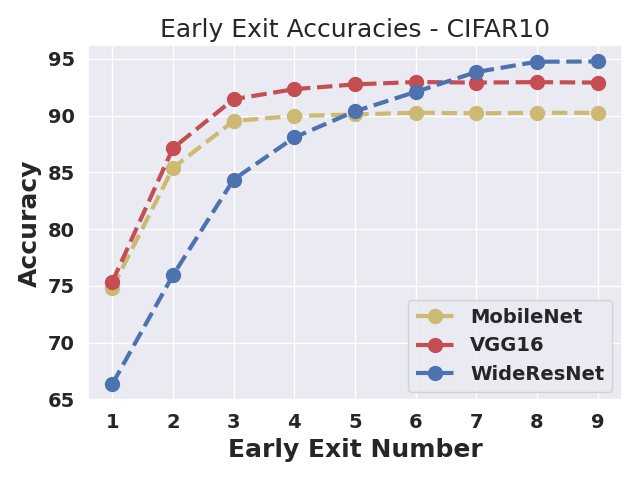 Early Exit Accuracies - CIFAR10
Accuracy
95
90
85
80
75
70
65
MobileNet
VGG16
WideResNet
1 2 3 4 5 6 7 8 9
Early Exit Number